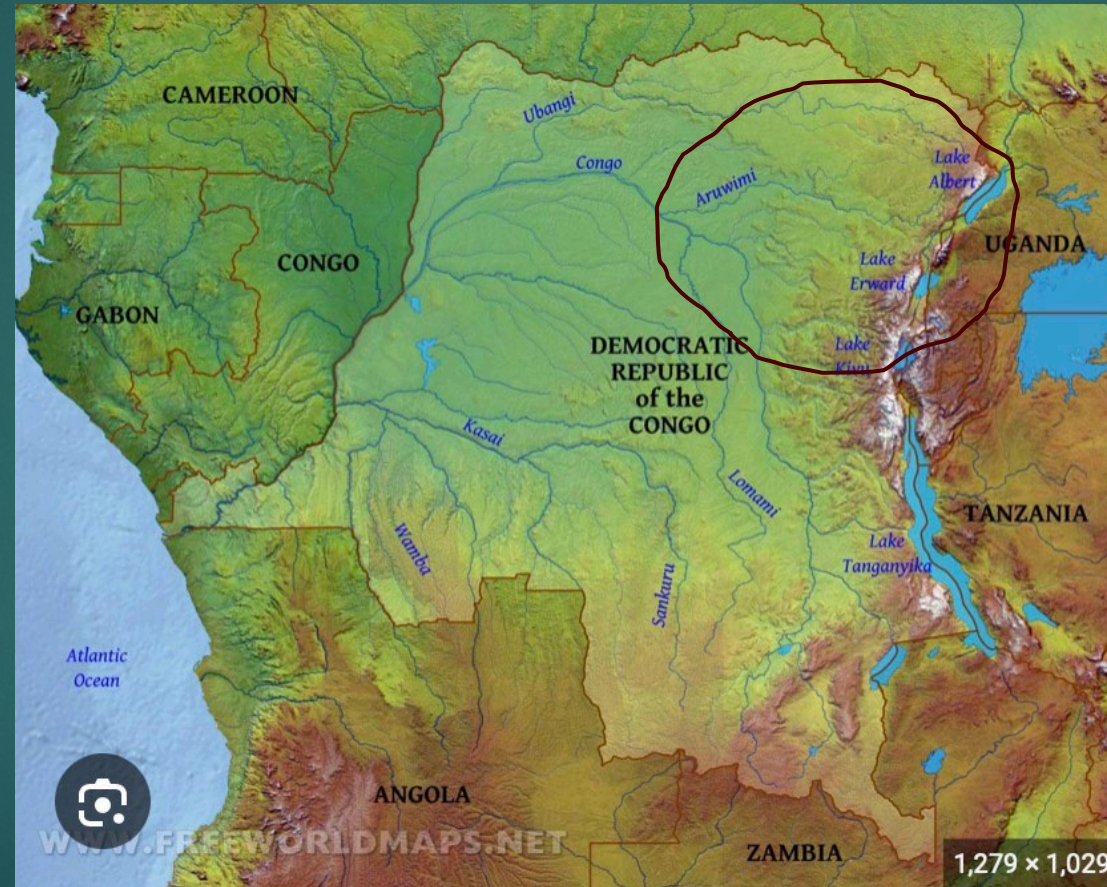 CAMEROON
Ubangi
Congo
Aruwimi
Lake
Albert
UGANDA
CONGO
Lake
Erward
GABON
DEMOCRATIC
REPUBLIC
of the
CONGO
Lake
Kivu
Kasai
Lomami
TANZANIA
Wamba
Lake
Tanganyika
Sankuru
Atlantic
Ocean
ANGOLA
WWW.FREEWORLDMAPS.NET
ZAMBIA
1,279 × 1,029